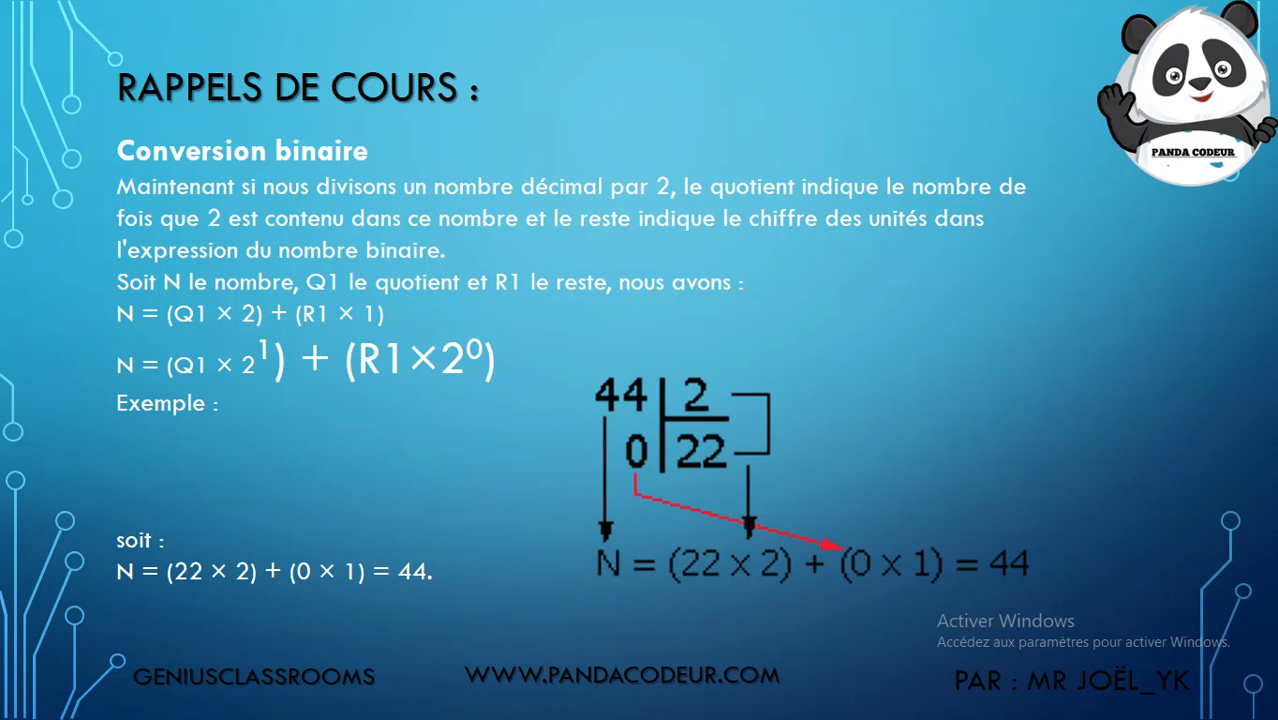 RAPPELS DE COURS :
PANDA CODEUR
Conversion binaire
Maintenant si nous divisons un nombre décimal par 2, le quotient indique le nombre de
fois que 2 est contenu dans ce nombre et le reste indique le chiffre des unités dans
l'expression du nombre binaire.
Soit N le nombre, Q1 le quotient et R1 le reste, nous avons :
N = (Q1 × 2) + (R1 × 1)
N = (Q1 × 2¹) + (R1×2⁰)
Exemple :
44 2
0 22
soit :
N = (22 × 2) + (0 × 1) = 44.
N = (22 x 2) + (0 x 1) = 44
Activer Windows
Accédez aux paramètres pour activer Windows.
GENIUSCLASSROOMS
WWW.PANDACODEUR.COM
PAR : MR JOËL_YK